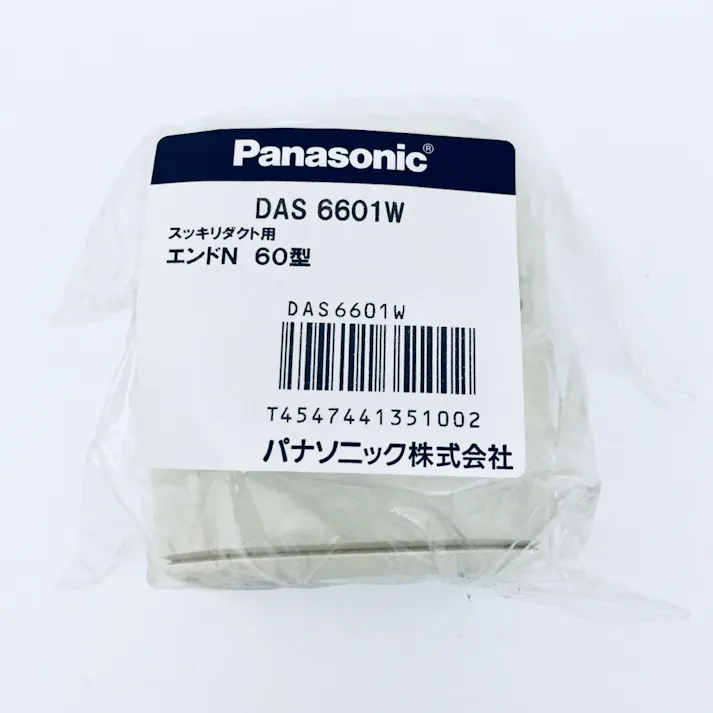 Panasonic®
DAS 6601W
スッキリダクト用
エンドN 60型
DAS6601W
T4547441351002
パナソニック株式会社